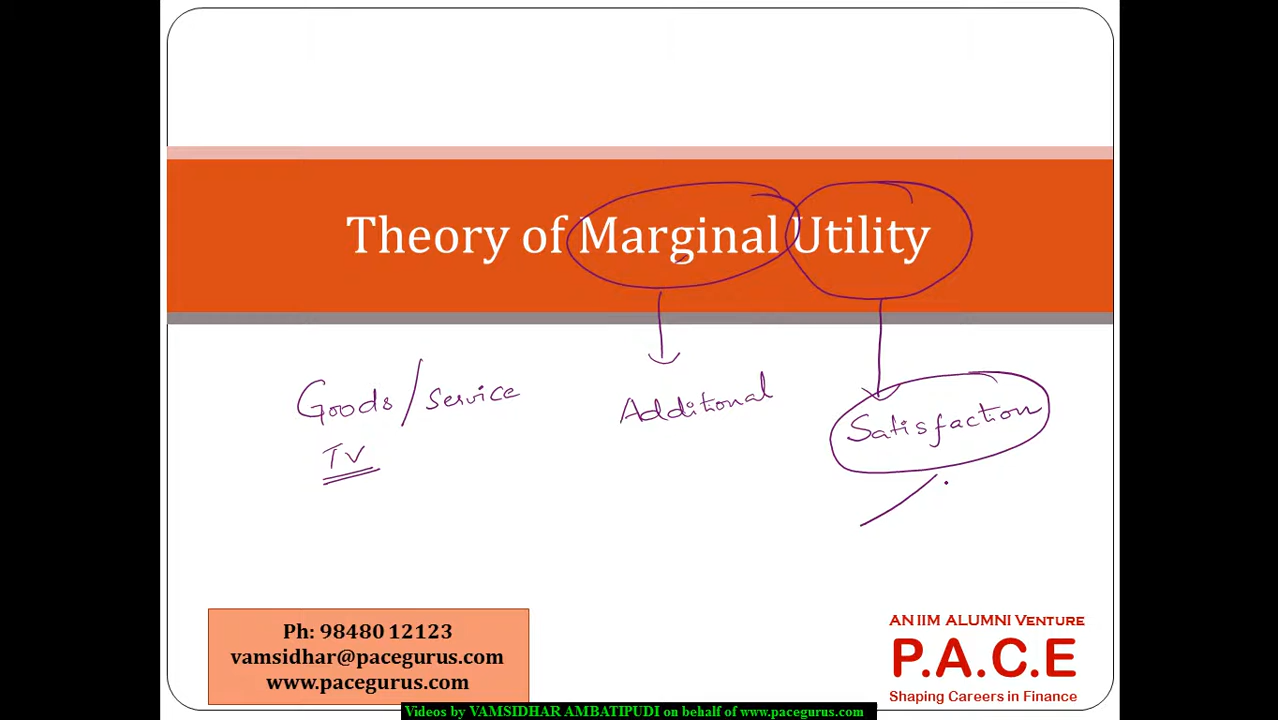 Theory of Marginal Utility
Goods/Service
TV
Additional
Satisfaction
Ph: 98480 12123
vamsidhar@pacegurus.com
www.pacegurus.com
AN IIM ALUMNI VENTURE
P.A.C.E
Shaping Careers in Finance
Videos by VAMSIDHAR AMBATIPUDI on behalf of www.pacegurus.com